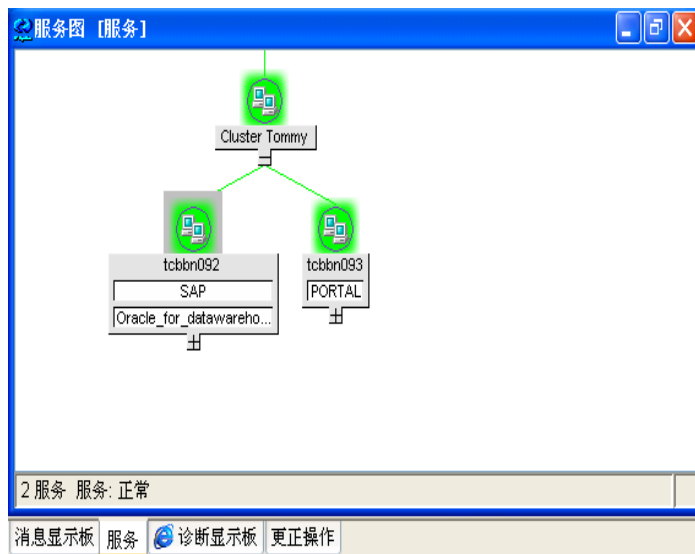 服务图 [服务]
Cluster Tommy
tcbbn092
SAP
Oracle_for_datawareho...
tcbbn093
PORTAL
2 服务 服务: 正常
消息显示板 服务 诊断显示板 更正操作